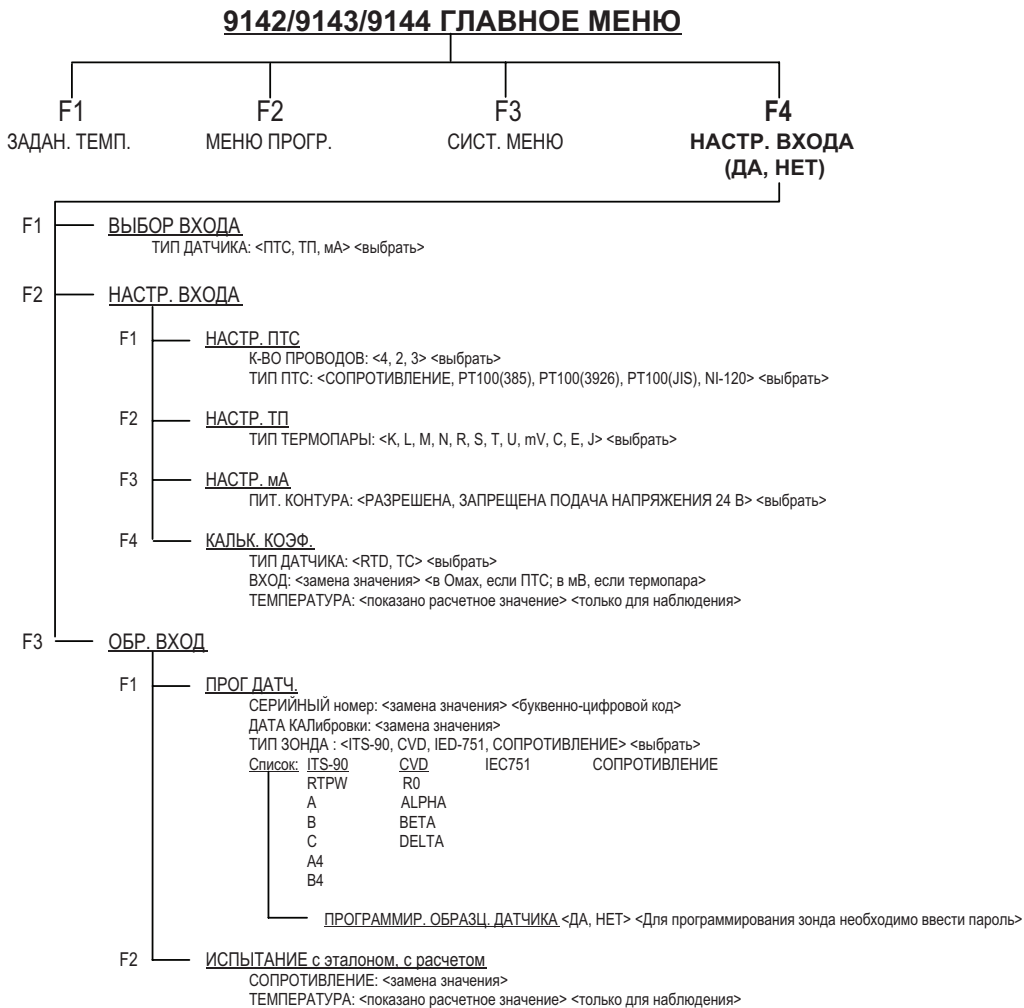 9142/9143/9144 ГЛАВНОЕ МЕНЮ
F1 F2 F3 F4
ЗАДАН. ТЕМП. МЕНЮ ПРОГР. СИСТ. МЕНЮ НАСТР. ВХОДА
(ДА, НЕТ)
F1 ВЫБОР ВХОДА
ТИП ДАТЧИКА: <ПТС, ТП, мА> <выбрать>
F2 НАСТР. ВХОДА
F1 НАСТР. ПТС
К-ВО ПРОВОДОВ: <4, 2, 3> <выбрать>
ТИП ПТС: <СОПРОТИВЛЕНИЕ, PT100(385), PT100(3926), PT100(JIS), NI-120> <выбрать>
F2 НАСТР. ТП
ТИП ТЕРМОПАРЫ: <K, L, M, N, R, S, T, U, mV, C, E, J> <выбрать>
F3 НАСТР. мА
ПИТ. КОНТУРА: <РАЗРЕШЕНА, ЗАПРЕЩЕНА ПОДАЧА НАПРЯЖЕНИЯ 24 В> <выбрать>
F4 КАЛЬК. КОЭФ.
ТИП ДАТЧИКА: <RTD, TC> <выбрать>
ВХОД: <замена значения> <в Омах, если ПТС; в мВ, если термопара>
ТЕМПЕРАТУРА: <показано расчетное значение> <только для наблюдения>
F3 ОБР. ВХОД
F1 ПРОГ ДАТЧ.
СЕРИЙНЫЙ номер: <замена значения> <буквенно-цифровой код>
ДАТА КАЛибровки: <замена значения>
ТИП ЗОНДА : <ITS-90, CVD, IED-751, СОПРОТИВЛЕНИЕ> <выбрать>
Список: ITS-90 CVD IEC751 СОПРОТИВЛЕНИЕ
RTPW R0
A ALPHA
B BETA
C DELTA
A4
B4
ПРОГРАММИР. ОБРАЗЦ. ДАТЧИКА <ДА, НЕТ> <Для программирования зонда необходимо ввести пароль>
F2 ИСПЫТАНИЕ с эталоном, с расчетом
СОПРОТИВЛЕНИЕ: <замена значения>
ТЕМПЕРАТУРА: <показано расчетное значение> <только для наблюдения>